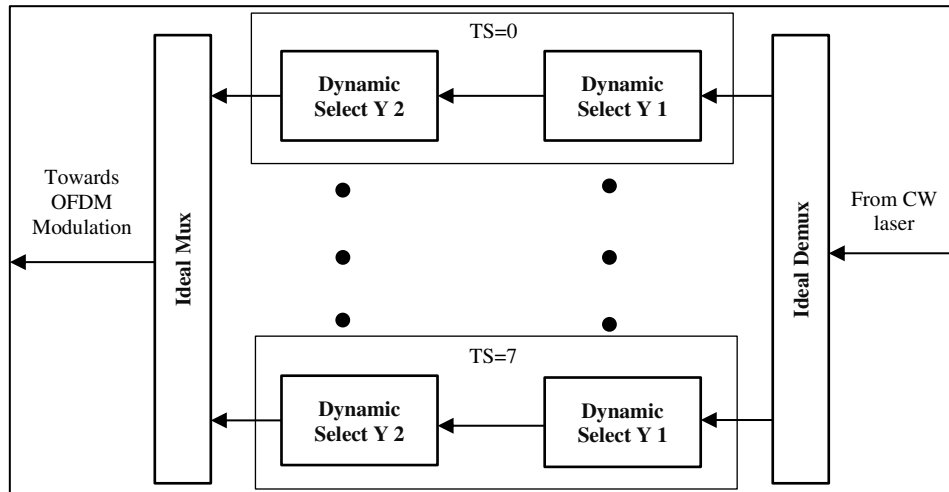 TS=0
Dynamic
Select Y 2
Dynamic
Select Y 1
Towards
OFDM
Modulation
Ideal Mux
Ideal Demux
From CW
laser
TS=7
Dynamic
Select Y 2
Dynamic
Select Y 1